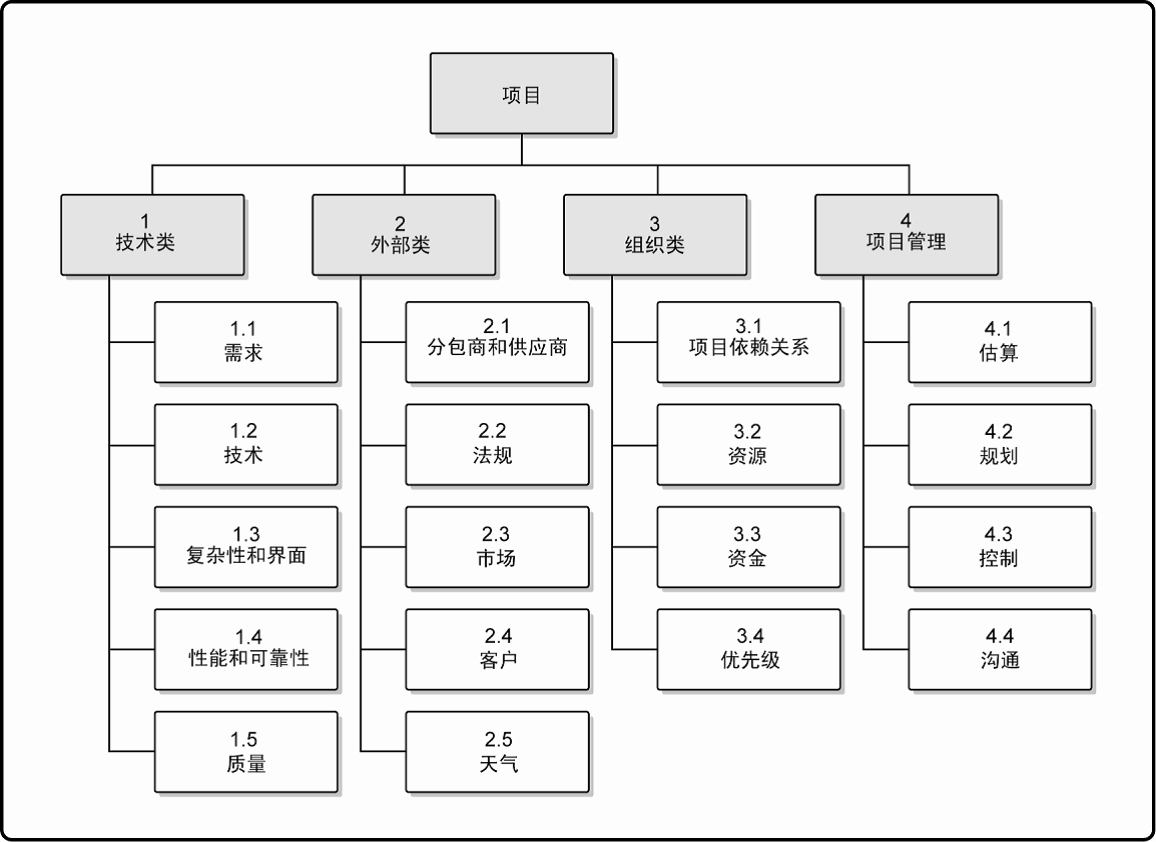 项目
1
技术类
1.1
需求
1.2
技术
1.3
复杂性和界面
1.4
性能和可靠性
1.5
质量
2
外部类
2.1
分包商和供应商
2.2
法规
2.3
市场
2.4
客户
2.5
天气
3
组织类
3.1
项目依赖关系
3.2
资源
3.3
资金
3.4
优先级
4
项目管理
4.1
估算
4.2
规划
4.3
控制
4.4
沟通